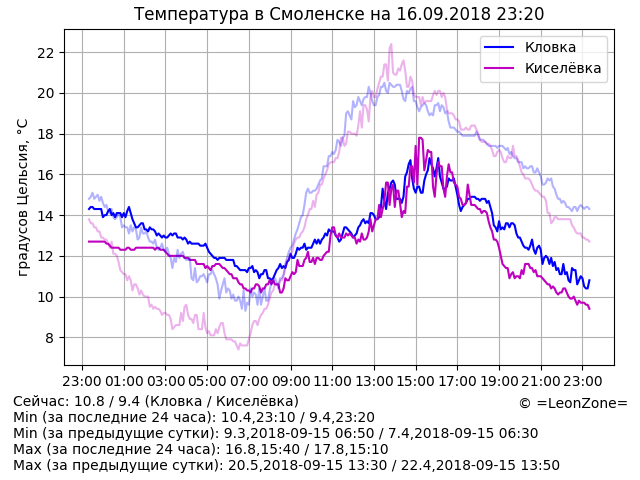 Температура в Смоленске на 16.09.2018 23:20
Кловка
Киселёвка
градусов Цельсия, °C
22
20
18
16
14
12
10
8
23:00 01:00 03:00 05:00 07:00 09:00 11:00 13:00 15:00 17:00 19:00 21:00 23:00
Сейчас: 10.8 / 9.4 (Кловка / Киселёвка)
© =LeonZone=
Min (за последние 24 часа): 10.4,23:10 / 9.4,23:20
Min (за предыдущие сутки): 9.3,2018-09-15 06:50 / 7.4,2018-09-15 06:30
Max (за последние 24 часа): 16.8,15:40 / 17.8,15:10
Max (за предыдущие сутки): 20.5,2018-09-15 13:30 / 22.4,2018-09-15 13:50